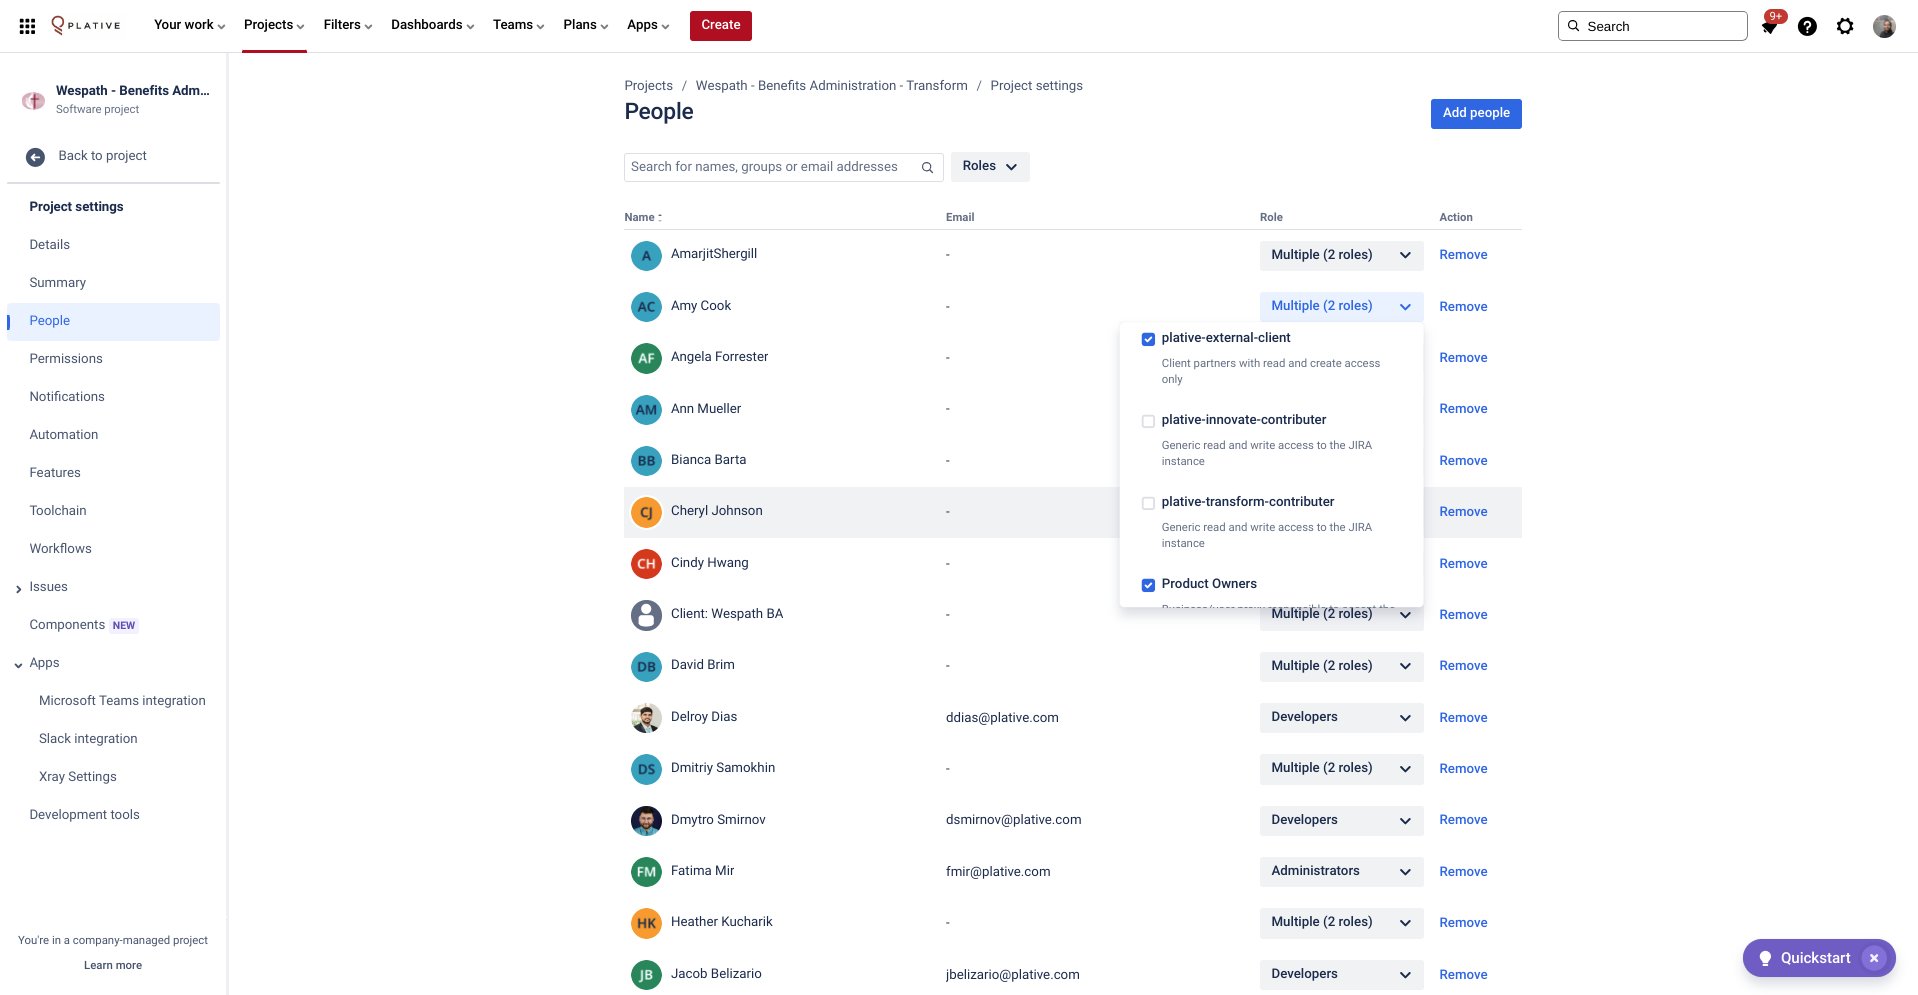 PLATIVE
Your work
Projects
Filters
Dashboards
Teams
Plans
Apps
Create
Search
9+
Wespath - Benefits Adm...
Software project
Back to project
Project settings
Details
Summary
People
Permissions
Notifications
Automation
Features
Toolchain
Workflows
Issues
Components NEW
Apps
Microsoft Teams integration
Slack integration
Xray Settings
Development tools
You're in a company-managed project
Learn more
Projects / Wespath - Benefits Administration - Transform / Project settings
People
Add people
Search for names, groups or email addresses
Roles
Name Email Role Action
A AmarjitShergill - Multiple (2 roles) Remove
AC Amy Cook - Multiple (2 roles) Remove
AF Angela Forrester - Remove
AM Ann Mueller - Remove
BB Bianca Barta - Remove
CJ Cheryl Johnson - Remove
CH Cindy Hwang - Remove
plative-external-client
Client partners with read and create access
only
plative-innovate-contributer
Generic read and write access to the JIRA
instance
plative-transform-contributer
Generic read and write access to the JIRA
instance
Product Owners
Client: Wespath BA - Multiple (2 roles) Remove
DB David Brim - Multiple (2 roles) Remove
Delroy Dias ddias@plative.com Developers Remove
DS Dmitriy Samokhin - Multiple (2 roles) Remove
Dmytro Smirnov dsmirnov@plative.com Developers Remove
FM Fatima Mir fmir@plative.com Administrators Remove
HK Heather Kucharik - Multiple (2 roles) Remove
JB Jacob Belizario jbelizario@plative.com Developers Remove
Quickstart